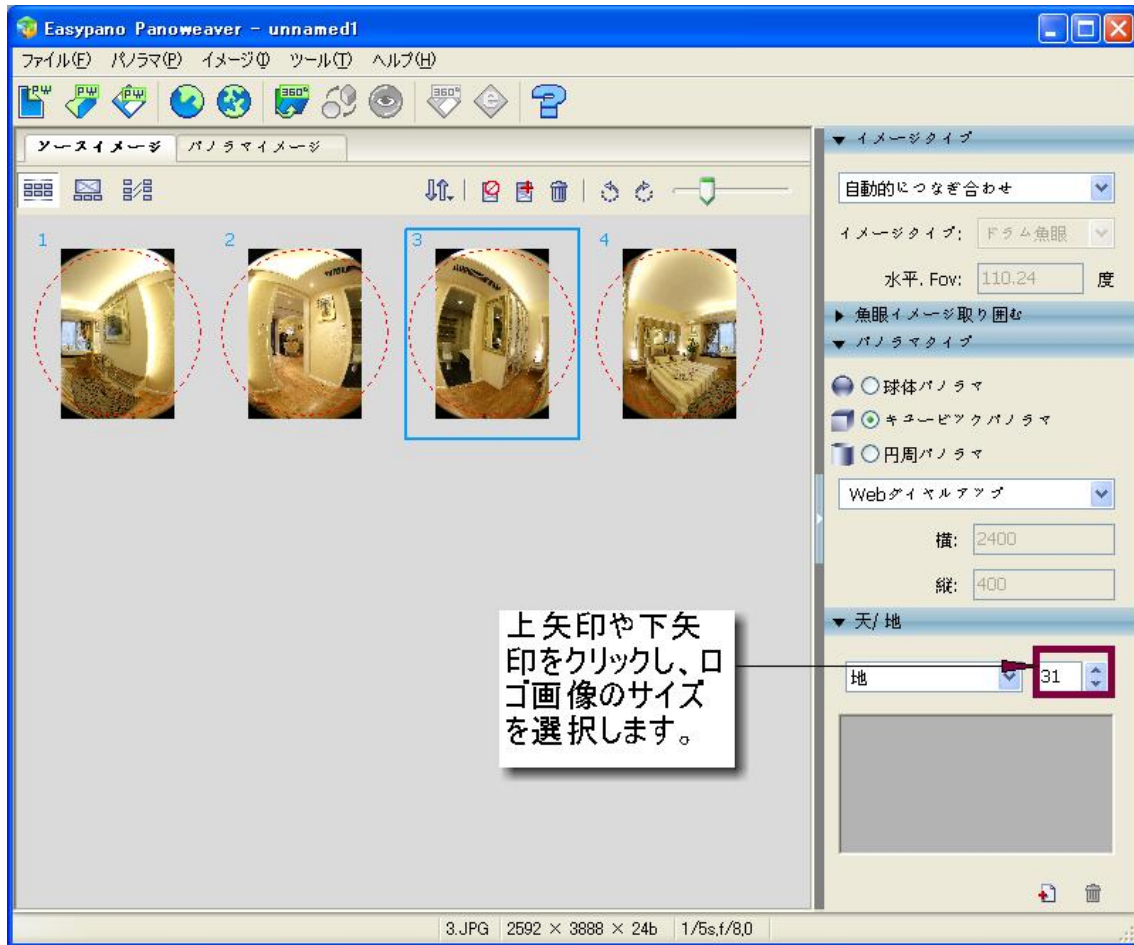 Easypano Panoweaver - unnamed1
ファイル(F) パノラマ(P) イメージ(I) ツール(T) ヘルプ(H)
PW PW PW 360° 360° e
ソースイメージ パノラマイメージ
1 2 3 4
▼ イメージタイプ
自動的につなぎ合わせ
イメージタイプ: ドラム魚眼
水平. Fov: 110.24 度
▶ 魚眼イメージ取り囲む
▼ パノラマタイプ
球体パノラマ
キュービックパノラマ
円周パノラマ
Webダイヤルアップ
横: 2400
縦: 400
▼ 天/地
地 31
上矢印や下矢
印をクリックし、ロ
ゴ画像のサイズ
を選択します。
3.JPG 2592 × 3888 × 24b 1/5s,f/8,0